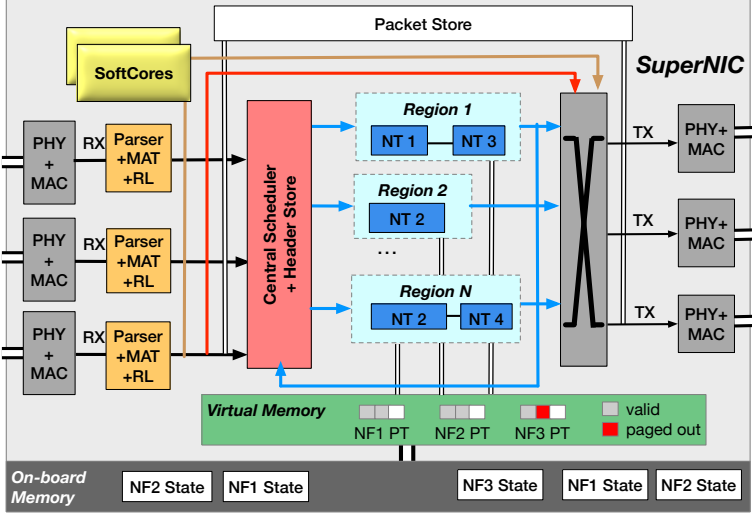 Packet Store
SuperNIC
SoftCores
PHY
+
MAC
RX
Parser
+MAT
+RL
PHY
+
MAC
RX
Parser
+MAT
+RL
PHY
+
MAC
RX
Parser
+MAT
+RL
Central Scheduler
+ Header Store
Region 1
NT 1
NT 3
Region 2
NT 2
...
Region N
NT 2
NT 4
TX
PHY+
MAC
TX
PHY+
MAC
TX
PHY+
MAC
Virtual Memory
NF1 PT
NF2 PT
NF3 PT
valid
paged out
On-board
Memory
NF2 State
NF1 State
NF3 State
NF1 State
NF2 State